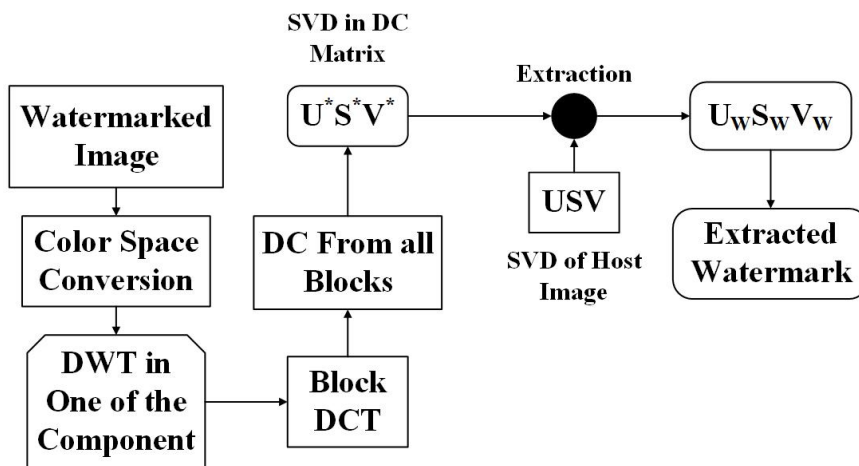 Watermarked
Image
Color Space
Conversion
DWT in
One of the
Component
Block
DCT
DC From all
Blocks
SVD in DC
Matrix
U*S*V*
Extraction
USV
SVD of Host
Image
UwSwVw
Extracted
Watermark